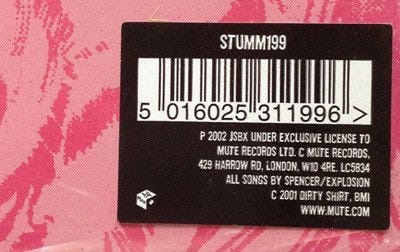 STUMM199
5 016025 311996 >
P 2002 JSBX UNDER EXCLUSIVE LICENSE TO
MUTE RECORDS LTD. C MUTE RECORDS,
429 HARROW RD, LONDON, W10 4RE. LC5834
ALL SONGS BY SPENCER/EXPLOSION
C 2001 DIRTY SHIRT, BMI
WWW.MUTE.COM